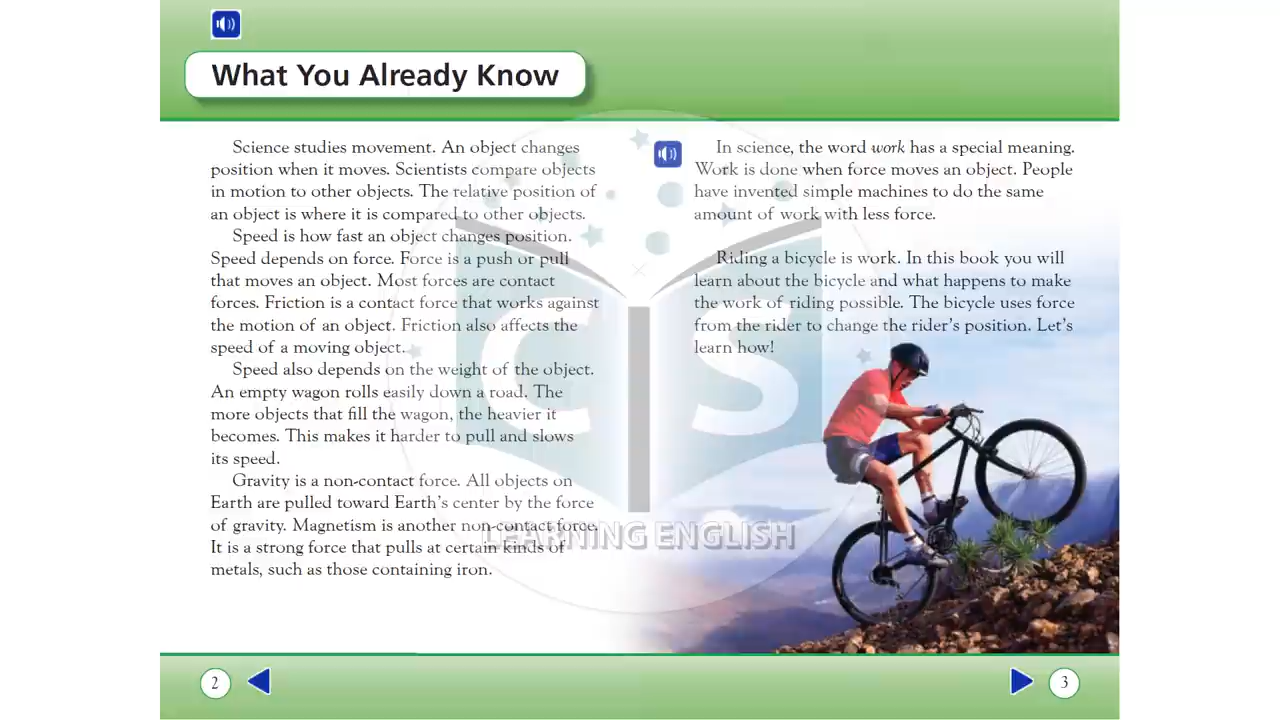 What You Already Know
Science studies movement. An object changes
position when it moves. Scientists compare objects
in motion to other objects. The relative position of
an object is where it is compared to other objects.
Speed is how fast an object changes position.
Speed depends on force. Force is a push or pull
that moves an object. Most forces are contact
forces. Friction is a contact force that works against
the motion of an object. Friction also affects the
speed of a moving object.
Speed also depends on the weight of the object.
An empty wagon rolls easily down a road. The
more objects that fill the wagon, the heavier it
becomes. This makes it harder to pull and slows
its speed.
Gravity is a non-contact force. All objects on
Earth are pulled toward Earth's center by the force
of gravity. Magnetism is another non-contact force.
It is a strong force that pulls at certain kinds of
metals, such as those containing iron.
In science, the word work has a special meaning.
Work is done when force moves an object. People
have invented simple machines to do the same
amount of work with less force.
Riding a bicycle is work. In this book you will
learn about the bicycle and what happens to make
the work of riding possible. The bicycle uses force
from the rider to change the rider's position. Let's
learn how!
CS
LEARNING ENGLISH
2
3